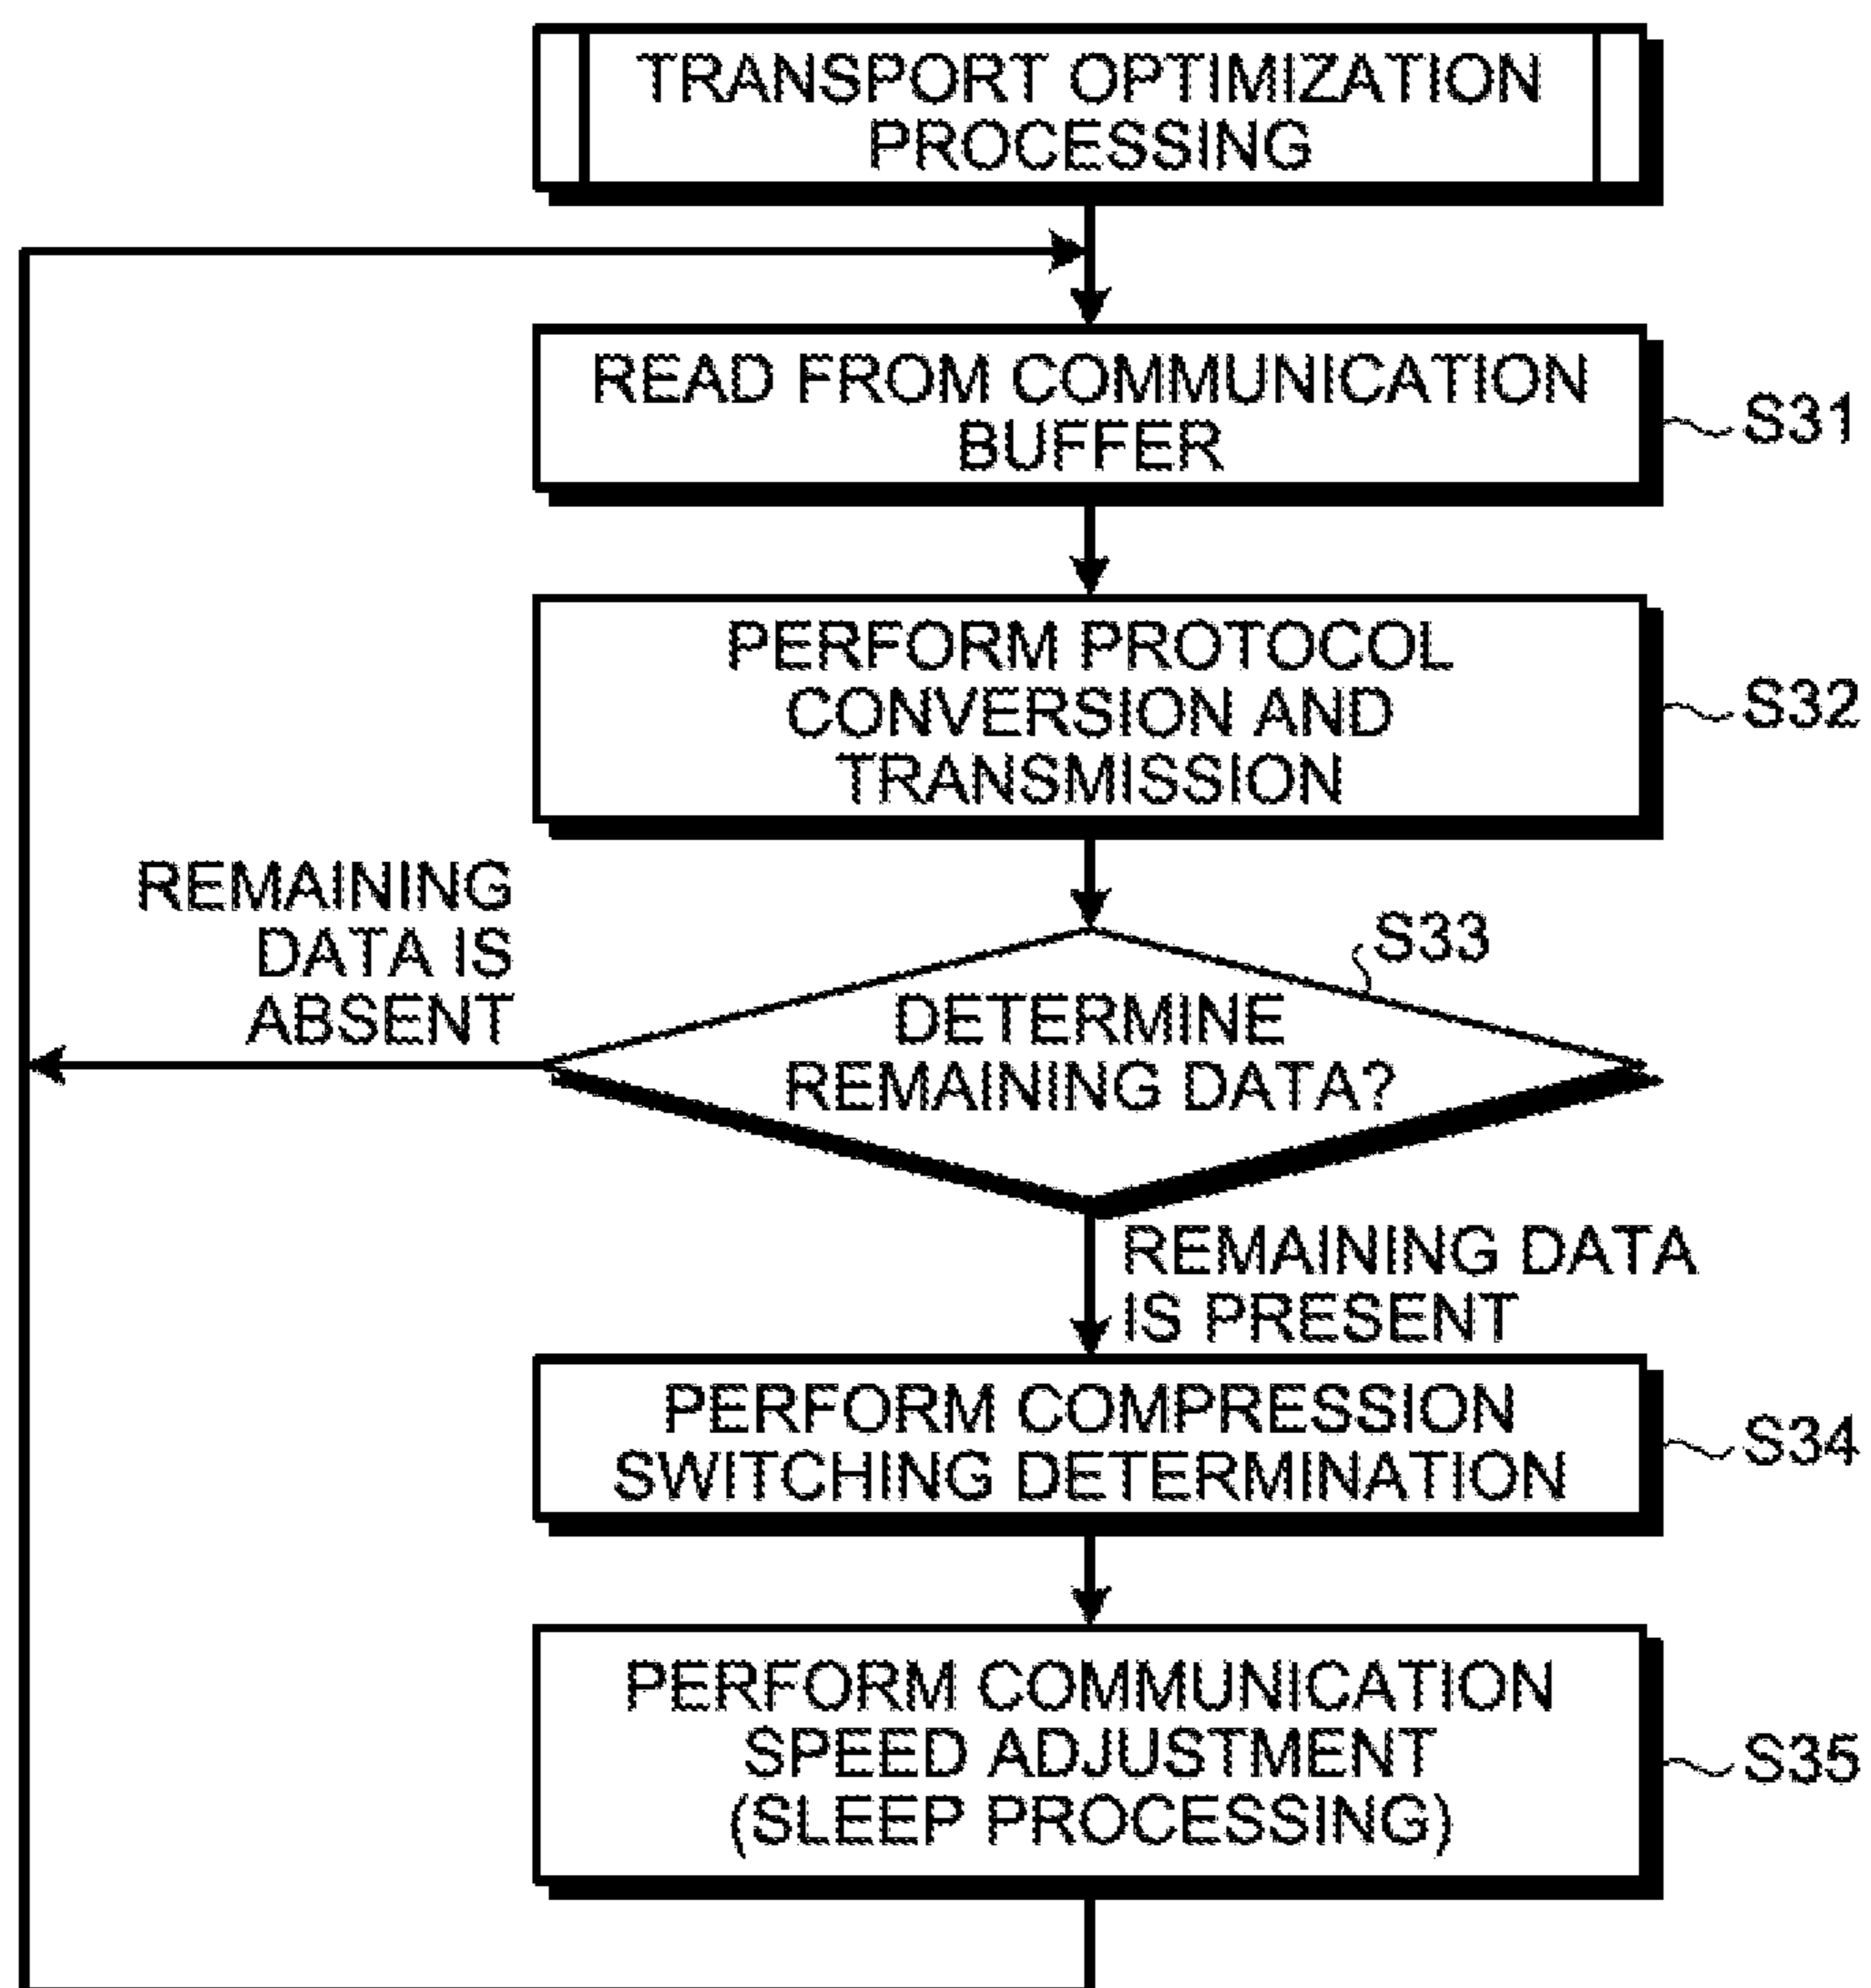 TRANSPORT OPTIMIZATION
PROCESSING
READ FROM COMMUNICATION
BUFFER
S31
PERFORM PROTOCOL
CONVERSION AND
TRANSMISSION
S32
REMAINING
DATA IS
ABSENT
S33
DETERMINE
REMAINING DATA?
REMAINING DATA
IS PRESENT
PERFORM COMPRESSION
SWITCHING DETERMINATION
S34
PERFORM COMMUNICATION
SPEED ADJUSTMENT
(SLEEP PROCESSING)
S35